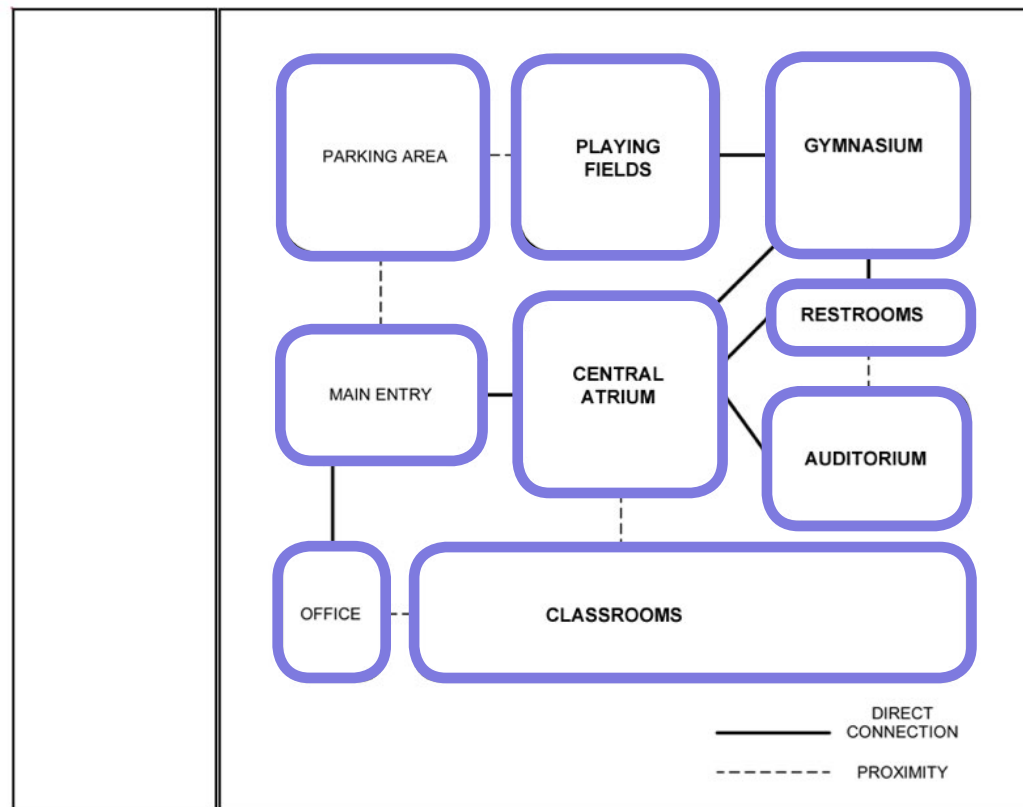 PARKING AREA
PLAYING
FIELDS
GYMNASIUM
RESTROOMS
MAIN ENTRY
CENTRAL
ATRIUM
AUDITORIUM
OFFICE
CLASSROOMS
DIRECT
CONNECTION
PROXIMITY